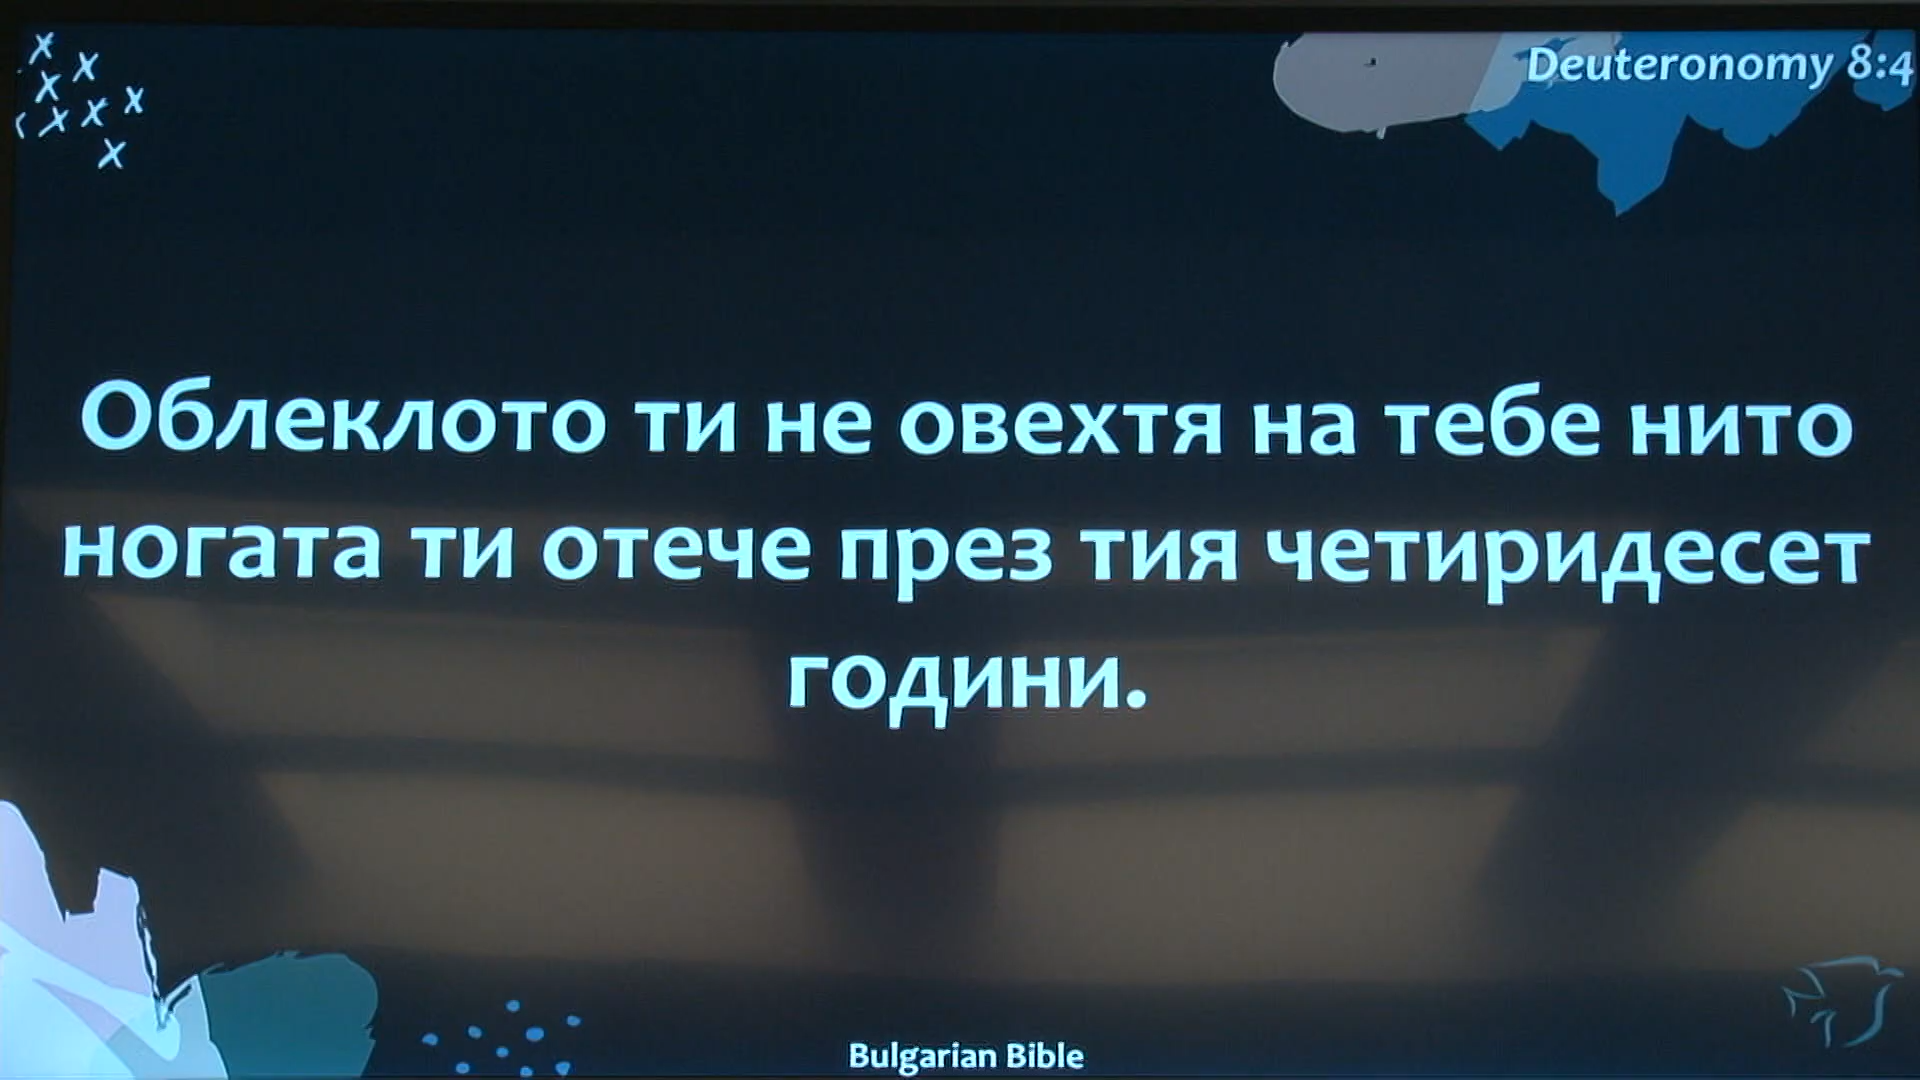 Deuteronomy 8:4
Облеклото ти не овехтя на тебе нито
ногата ти отече през тия четиридесет
години.
Bulgarian Bible